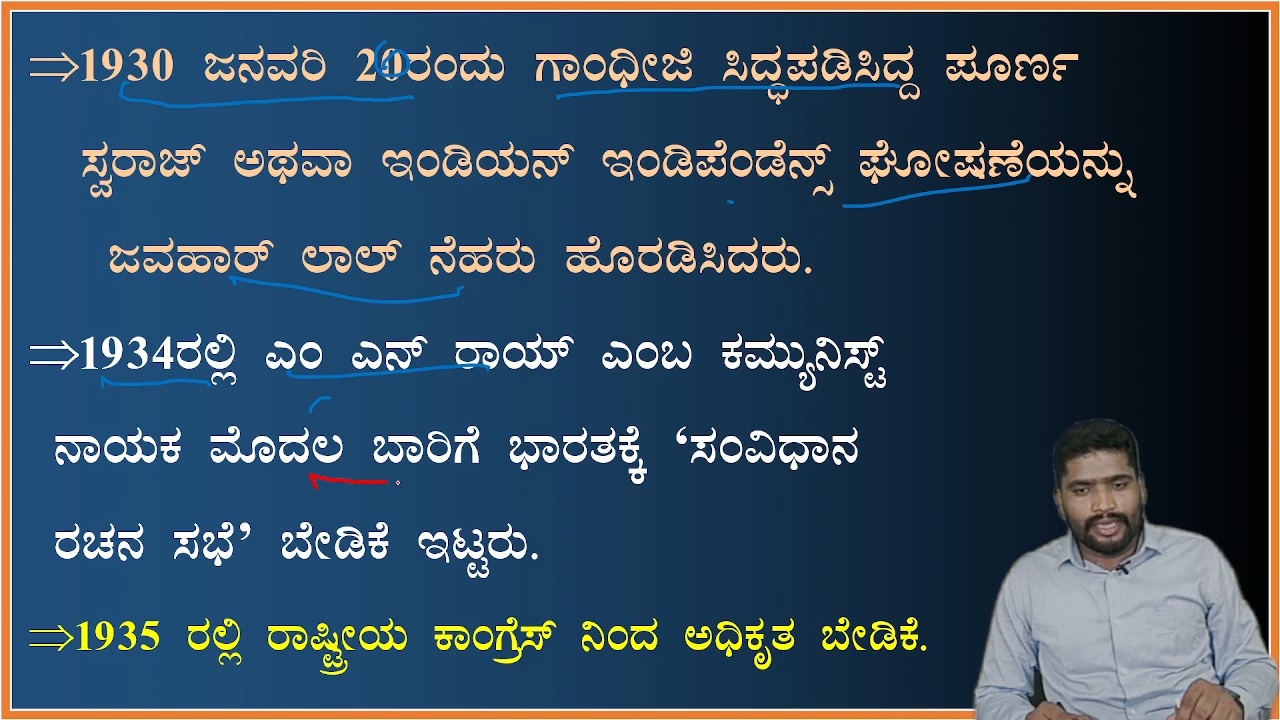 ⇒1930 ಜನವರಿ 20ರಂದು ಗಾಂಧೀಜಿ ಸಿದ್ಧಪಡಿಸಿದ್ದ ಪೂರ್ಣ
ಸ್ವರಾಜ್ ಅಥವಾ ಇಂಡಿಯನ್ ಇಂಡಿಪೆಂಡೆನ್ಸ್ ಘೋಷಣೆಯನ್ನು
ಜವಹಾರ್ ಲಾಲ್ ನೆಹರು ಹೊರಡಿಸಿದರು.
⇒1934ರಲ್ಲಿ ಎಂ ಎನ್ ರಾಯ್ ಎಂಬ ಕಮ್ಯುನಿಸ್ಟ್
ನಾಯಕ ಮೊದಲ ಬಾರಿಗೆ ಭಾರತಕ್ಕೆ ‘ಸಂವಿಧಾನ
ರಚನ ಸಭೆ’ ಬೇಡಿಕೆ ಇಟ್ಟರು.
⇒1935 ರಲ್ಲಿ ರಾಷ್ಟ್ರೀಯ ಕಾಂಗ್ರೆಸ್ ನಿಂದ ಅಧಿಕೃತ ಬೇಡಿಕೆ.